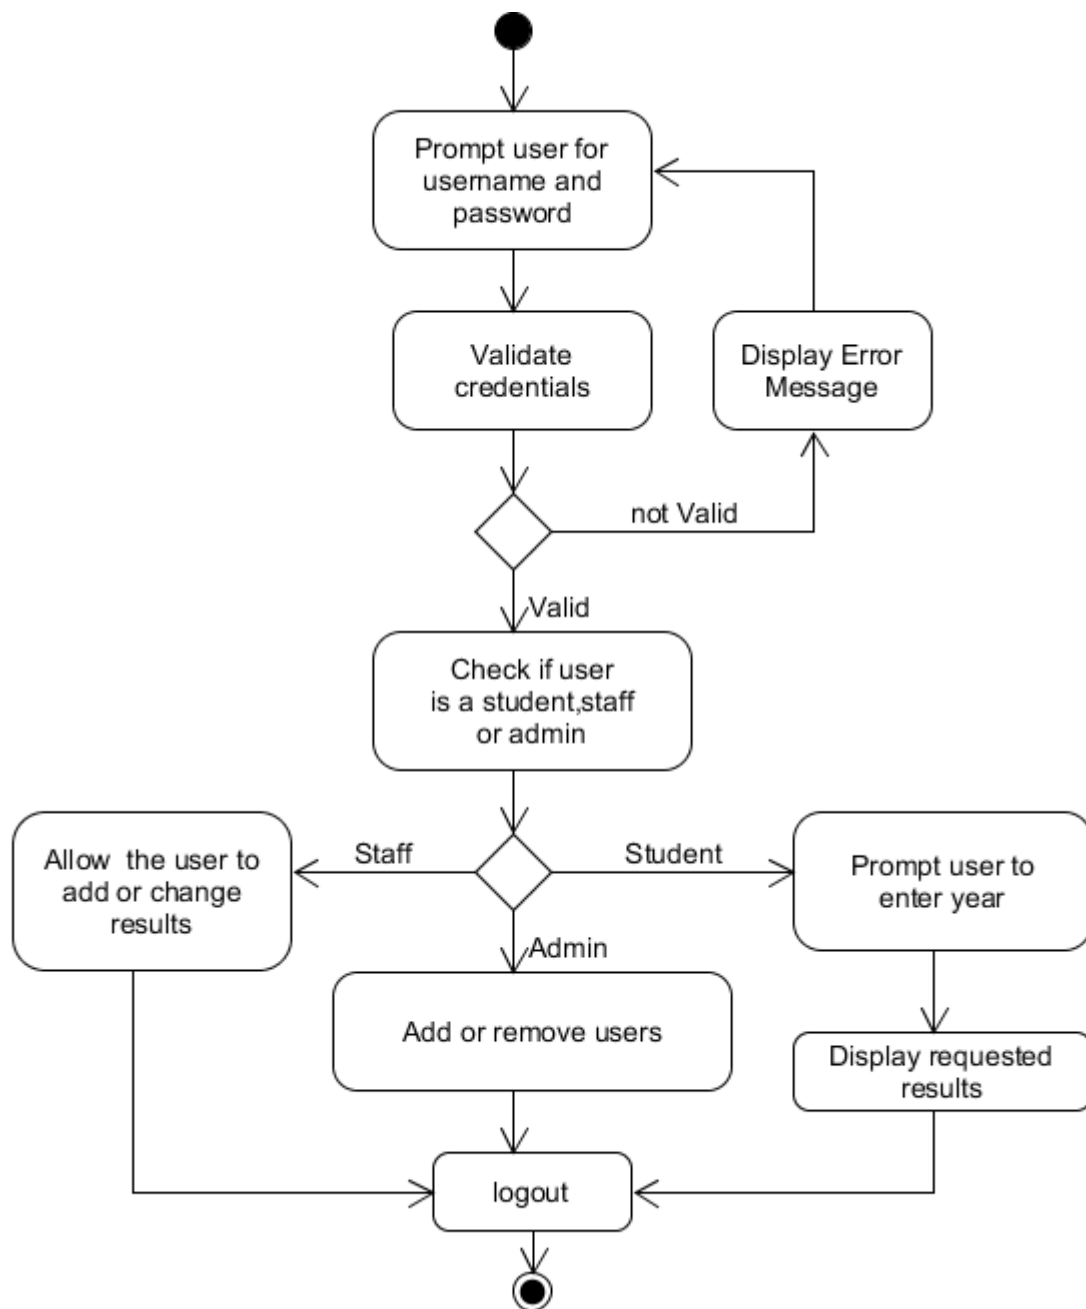 Prompt user for
username and
password
Validate
credentials
Display Error
Message
not Valid
Valid
Check if user
is a student,staff
or admin
Staff
Student
Allow  the user to
add or change
results
Prompt user to
enter year
Admin
Add or remove users
Display requested
results
logout